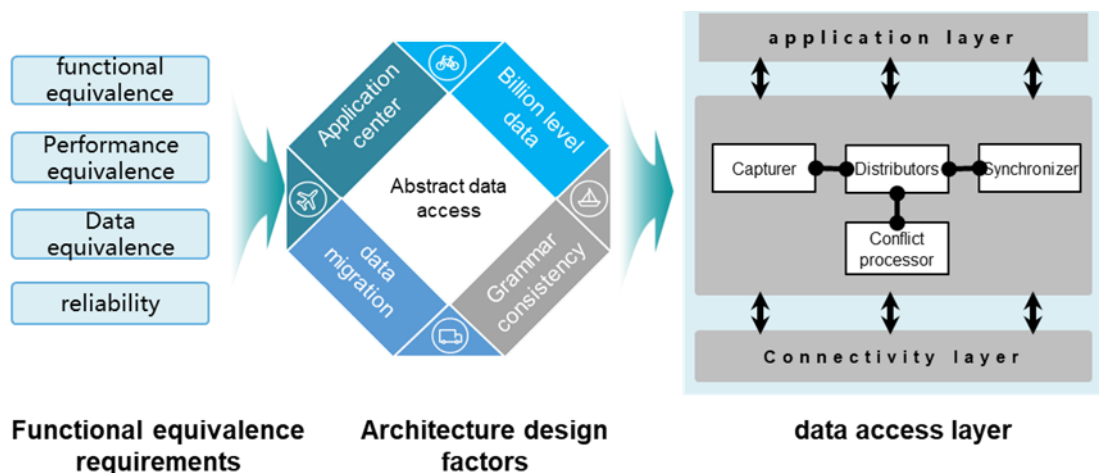 functional
equivalence
Performance
equivalence
Data
equivalence
reliability
Application
center
Billion level
data
Abstract data
access
data
migration
Grammar
consistency
application layer
Capturer
Distributors
Synchronizer
Conflict
processor
Connectivity layer
Functional equivalence
requirements
Architecture design
factors
data access layer